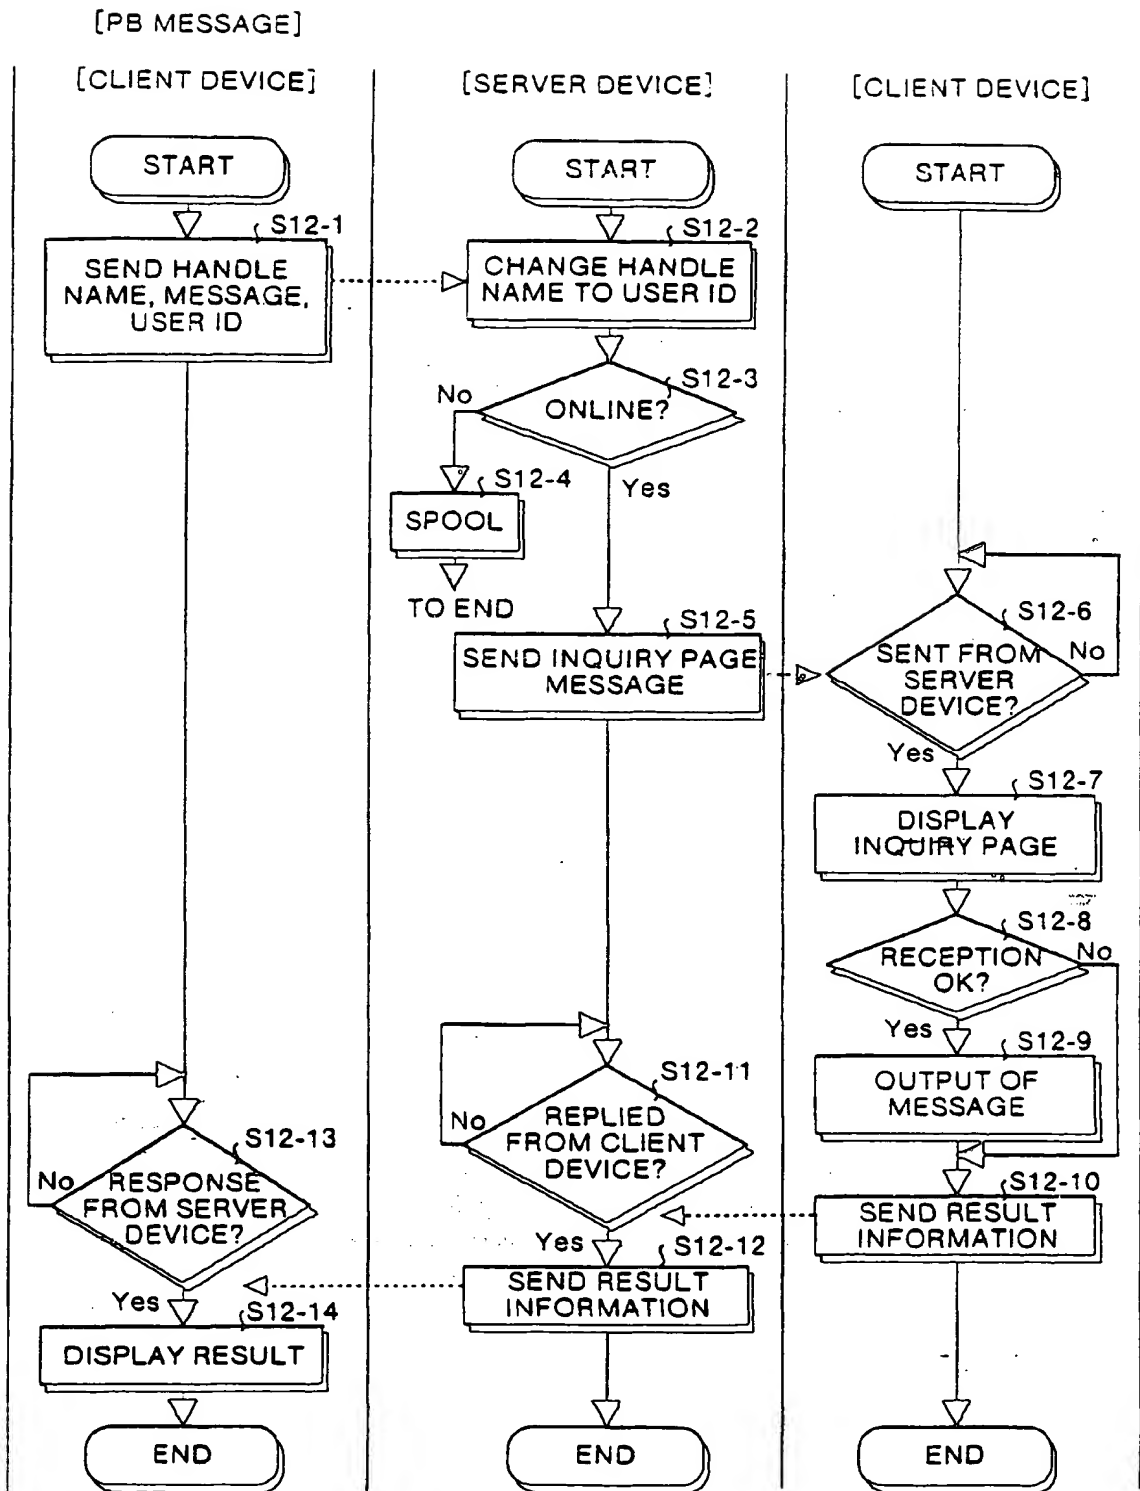 [PB MESSAGE]
[CLIENT DEVICE]
[SERVER DEVICE]
[CLIENT DEVICE]
START
S12-1
SEND HANDLE
NAME, MESSAGE,
USER ID
RESPONSE
FROM SERVER
DEVICE?
S12-13
No
Yes
S12-14
DISPLAY RESULT
END
START
S12-2
CHANGE HANDLE
NAME TO USER ID
S12-3
ONLINE?
No
Yes
S12-4
SPOOL
TO END
S12-5
SEND INQUIRY PAGE
MESSAGE
S12-11
REPLIED
FROM CLIENT
DEVICE?
No
Yes
S12-12
SEND RESULT
INFORMATION
END
START
S12-6
SENT FROM
SERVER
DEVICE?
No
Yes
S12-7
DISPLAY
INQUIRY PAGE
S12-8
RECEPTION
OK?
No
Yes
S12-9
OUTPUT OF
MESSAGE
S12-10
SEND RESULT
INFORMATION
END